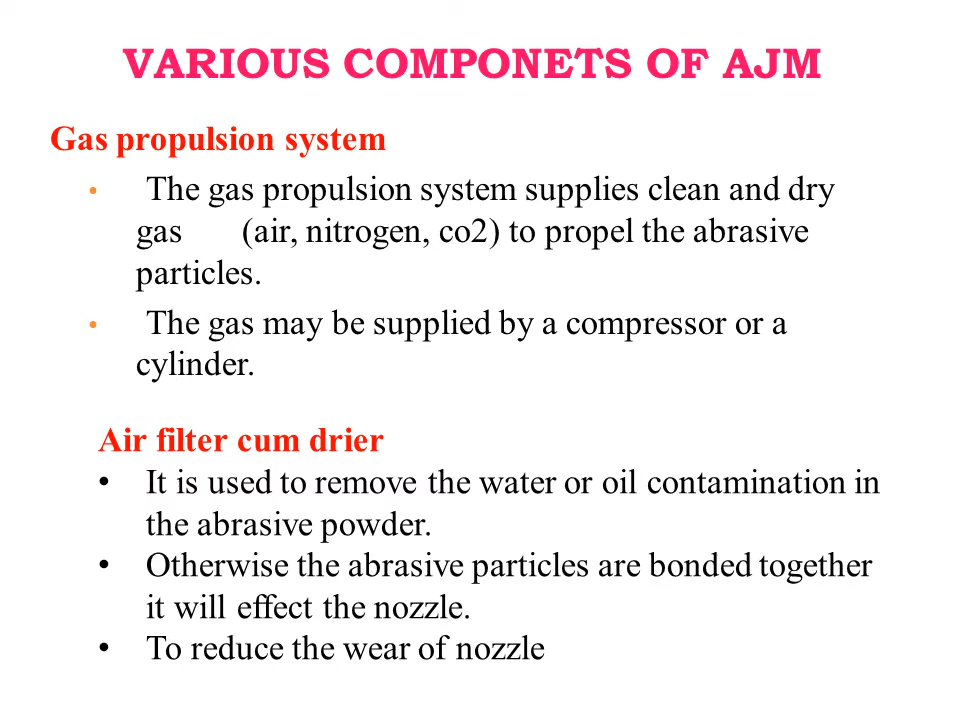 VARIOUS COMPONETS OF AJM
Gas propulsion system
• The gas propulsion system supplies clean and dry
gas (air, nitrogen, co2) to propel the abrasive
particles.
• The gas may be supplied by a compressor or a
cylinder.
Air filter cum drier
• It is used to remove the water or oil contamination in
the abrasive powder.
• Otherwise the abrasive particles are bonded together
it will effect the nozzle.
• To reduce the wear of nozzle